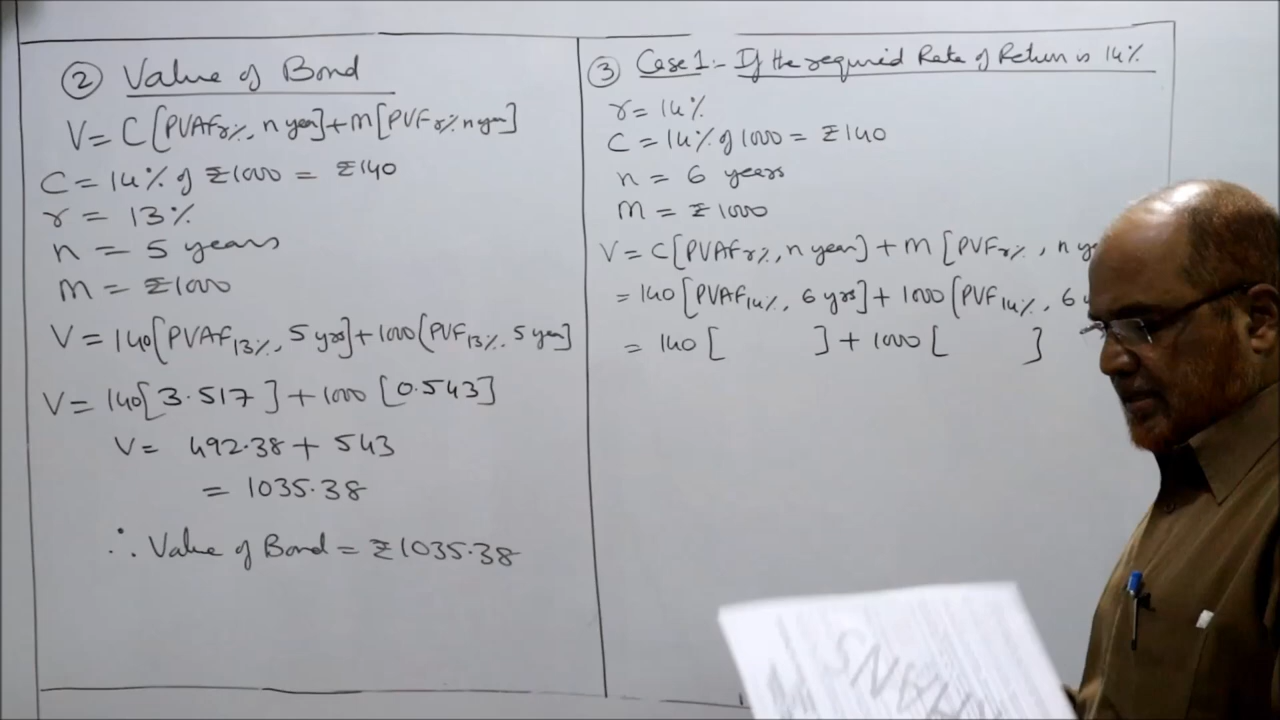 ② Value of Bond
V = C [PVAF r%, n year] + M [PVF r% n year]
C = 14% of ₹1000 = ₹140
r = 13%
n = 5 years
M = ₹1000
V = 140 [PVAF 13%, 5 yrs] + 1000 [PVF 13%, 5 year]
V = 140 [3.517] + 1000 [0.543]
V = 492.38 + 543
= 1035.38
∴ Value of Bond = ₹1035.38
③ Case 1 :- If the required Rate of Return is 14%
r = 14%
C = 14% of 1000 = ₹140
n = 6 years
M = ₹1000
V = C [PVAF r%, n year] + M [PVF r%, n ye
= 140 [PVAF 14%, 6 yrs] + 1000 [PVF 14%, 6 y
= 140 [ ] + 1000 [ ]